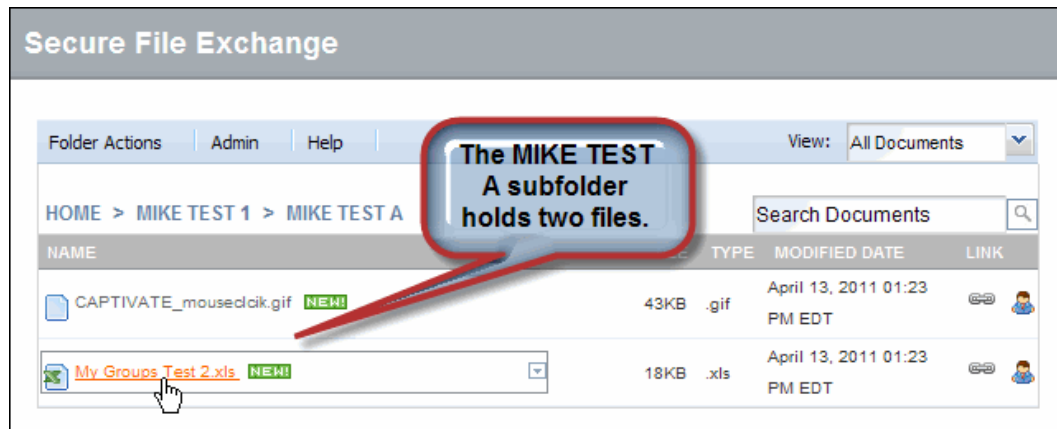 Secure File Exchange
Folder Actions Admin Help View: All Documents
The MIKE TEST
A subfolder
holds two files.
HOME > MIKE TEST 1 > MIKE TEST A Search Documents
NAME TYPE MODIFIED DATE LINK
CAPTIVATE_mouseclcik.gif NEW! 43KB .gif April 13, 2011 01:23
PM EDT
My Groups Test 2.xls NEW! 18KB .xls April 13, 2011 01:23
PM EDT